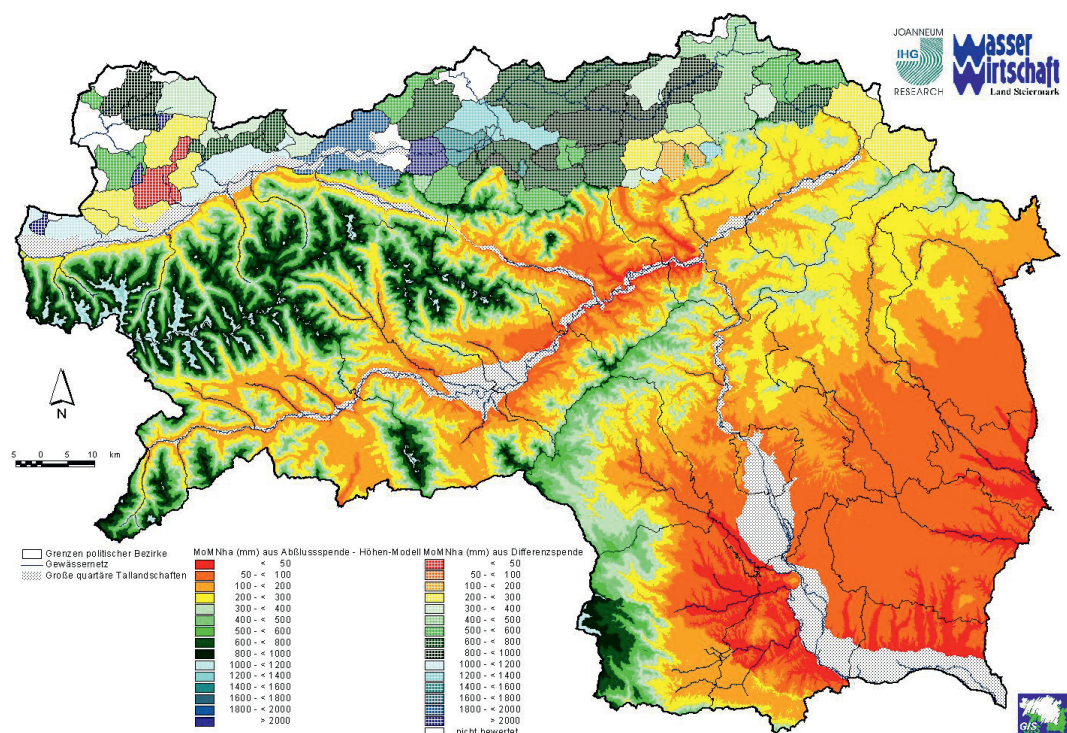 JOANNEUM
IHG
RESEARCH
Wasser
Wirtschaft
Land Steiermark
N
5 0 5 10 km
Grenzen politischer Bezirke
Gewässernetz
Große quartäre Tallandschaften
MoMNha (mm) aus Abßlussspende - Höhen-Modell
< 50
50 - < 100
100 - < 200
200 - < 300
300 - < 400
400 - < 500
500 - < 600
600 - < 800
800 - < 1000
1000 - < 1200
1200 - < 1400
1400 - < 1600
1600 - < 1800
1800 - < 2000
> 2000
MoMNha (mm) aus Differenzspende
< 50
50 - < 100
100 - < 200
200 - < 300
300 - < 400
400 - < 500
500 - < 600
600 - < 800
800 - < 1000
1000 - < 1200
1200 - < 1400
1400 - < 1600
1600 - < 1800
1800 - < 2000
> 2000
nicht bewertet
GIS